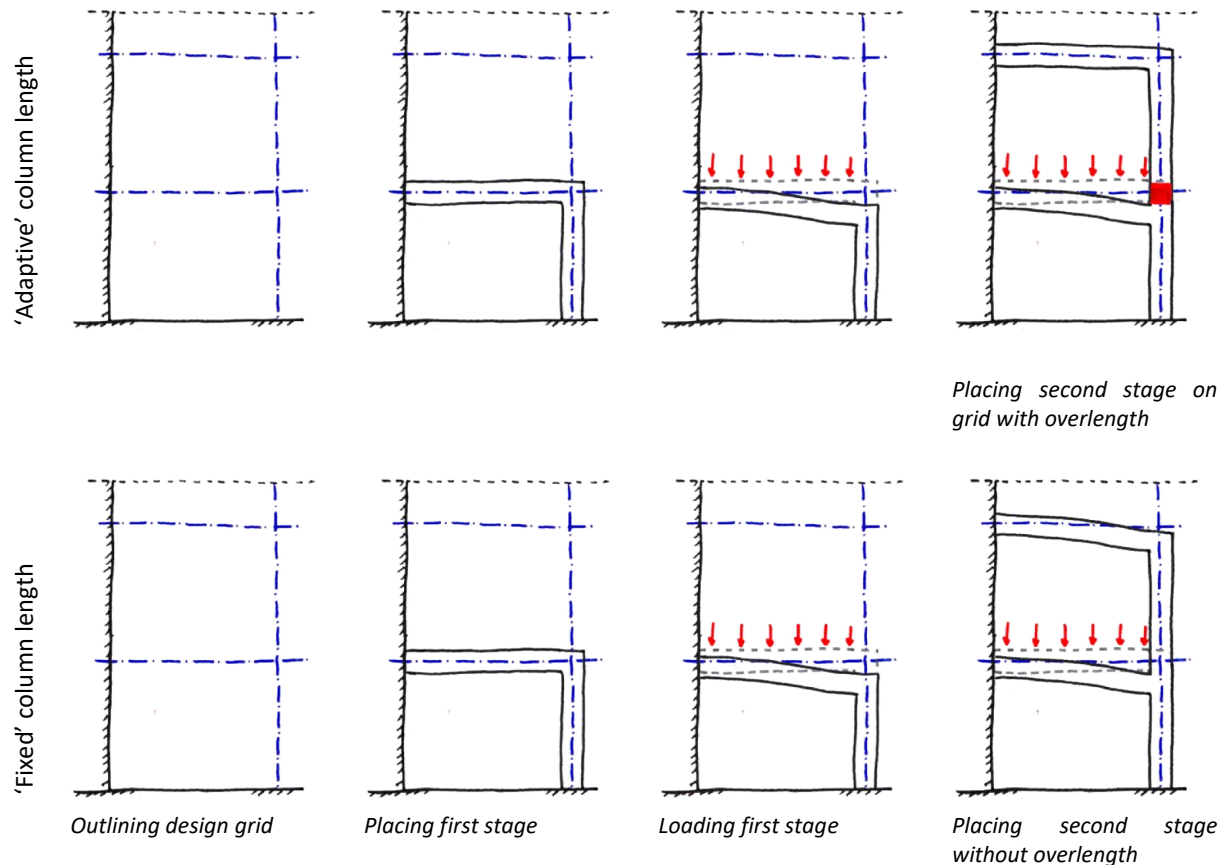 'Adaptive' column length
Placing second stage on
grid with overlength
'Fixed' column length
Outlining design grid
Placing first stage
Loading first stage
Placing second stage
without overlength